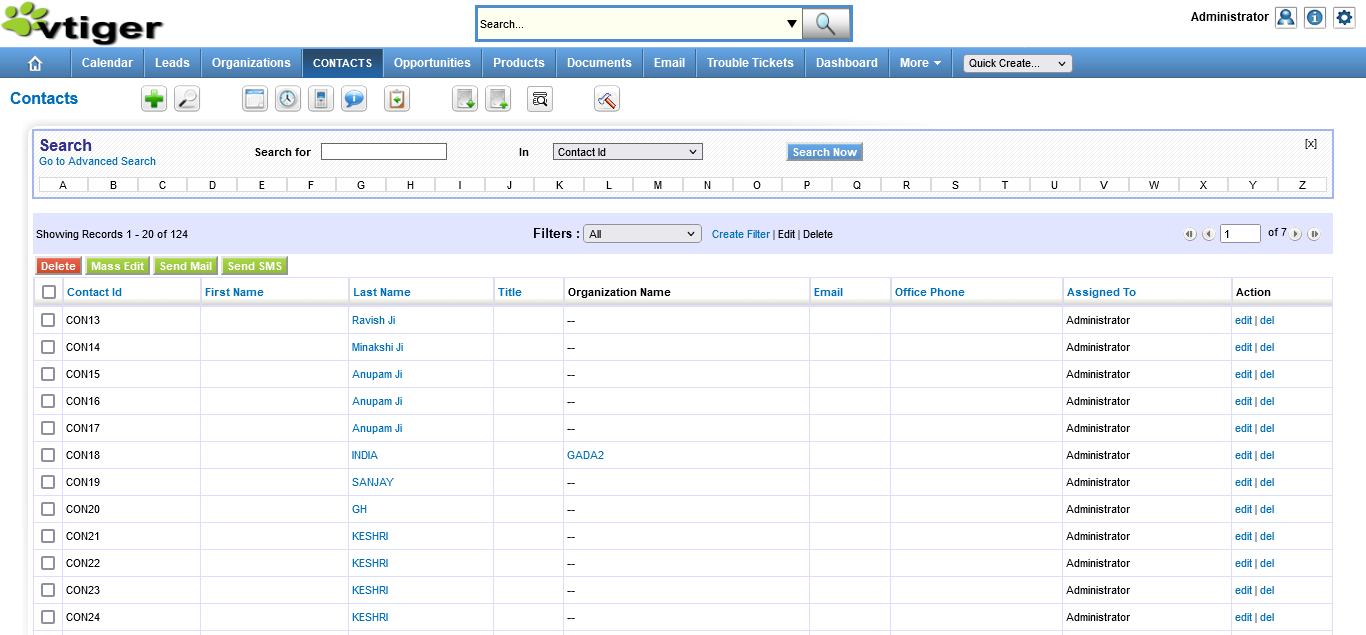 vtiger
Search...
Administrator
Calendar Leads Organizations CONTACTS Opportunities Products Documents Email Trouble Tickets Dashboard More Quick Create...
Contacts
Search
Go to Advanced Search
Search for In Contact Id Search Now [x]
A B C D E F G H I J K L M N O P Q R S T U V W X Y Z
Showing Records 1 - 20 of 124 Filters : All Create Filter | Edit | Delete 1 of 7
Delete Mass Edit Send Mail Send SMS
Contact Id First Name Last Name Title Organization Name Email Office Phone Assigned To Action
CON13 Ravish Ji -- Administrator edit | del
CON14 Minakshi Ji -- Administrator edit | del
CON15 Anupam Ji -- Administrator edit | del
CON16 Anupam Ji -- Administrator edit | del
CON17 Anupam Ji -- Administrator edit | del
CON18 INDIA GADA2 Administrator edit | del
CON19 SANJAY -- Administrator edit | del
CON20 GH -- Administrator edit | del
CON21 KESHRI -- Administrator edit | del
CON22 KESHRI -- Administrator edit | del
CON23 KESHRI -- Administrator edit | del
CON24 KESHRI -- Administrator edit | del